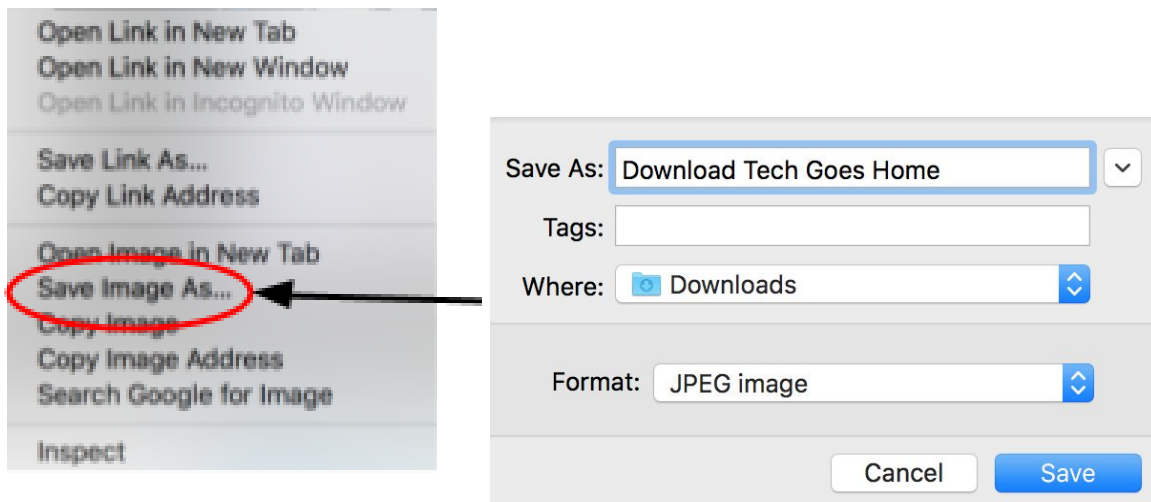 Open Link in New Tab
Open Link in New Window
Open Link in Incognito Window
Save Link As...
Copy Link Address
Open Image in New Tab
Save Image As...
Copy Image
Copy Image Address
Search Google for Image
Inspect
Save As: Download Tech Goes Home
Tags:
Where: Downloads
Format: JPEG image
Cancel Save